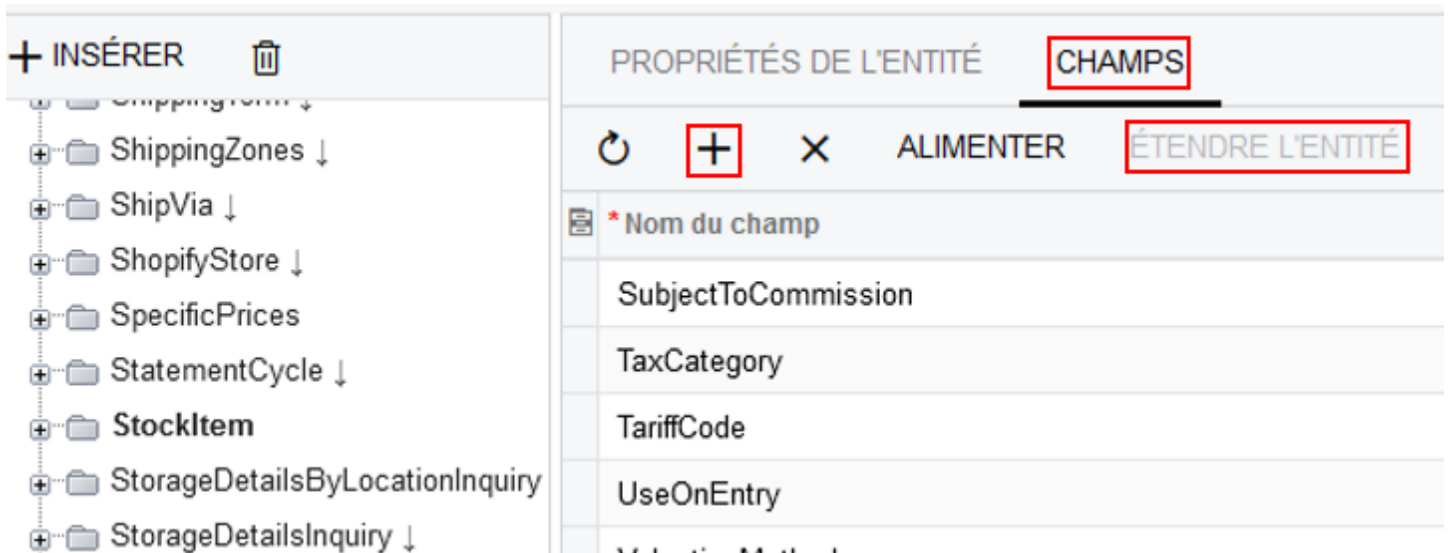 + INSÉRER
ShippingTerm ↓
ShippingZones ↓
ShipVia ↓
ShopifyStore ↓
SpecificPrices
StatementCycle ↓
StockItem
StorageDetailsByLocationInquiry
StorageDetailsInquiry ↓
PROPRIÉTÉS DE L'ENTITÉ CHAMPS
ALIMENTER ÉTENDRE L'ENTITÉ
* Nom du champ
SubjectToCommission
TaxCategory
TariffCode
UseOnEntry